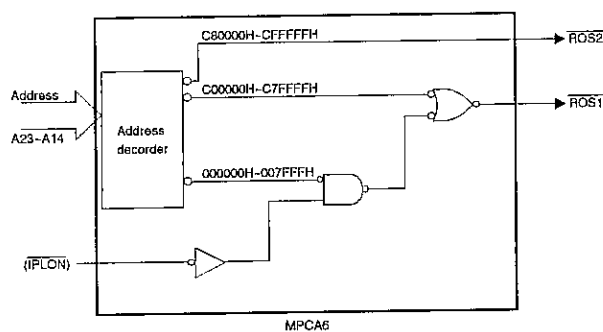 C80000H~CFFFFFH
ROS2
Address
C00000H~C7FFFFH
ROS1
A23~A14
Address
decorder
000000H~007FFFH
(IPLON)
MPCA6